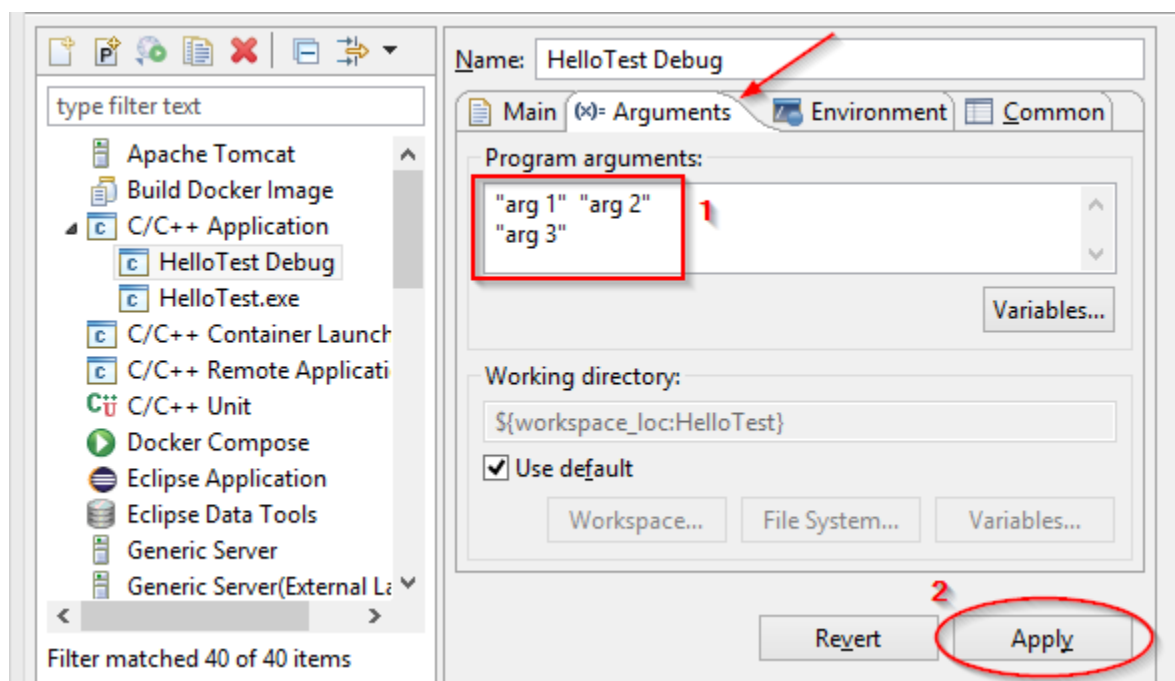 Name: HelloTest Debug
type filter text
Main (x)= Arguments Environment Common
Apache Tomcat
Build Docker Image
C/C++ Application
HelloTest Debug
HelloTest.exe
C/C++ Container Launch
C/C++ Remote Applicati
C/C++ Unit
Docker Compose
Eclipse Application
Eclipse Data Tools
Generic Server
Generic Server(External La
Filter matched 40 of 40 items
Program arguments:
"arg 1" "arg 2"
"arg 3"
1
Variables...
Working directory:
${workspace_loc:HelloTest}
Use default
Workspace... File System... Variables...
2
Revert Apply